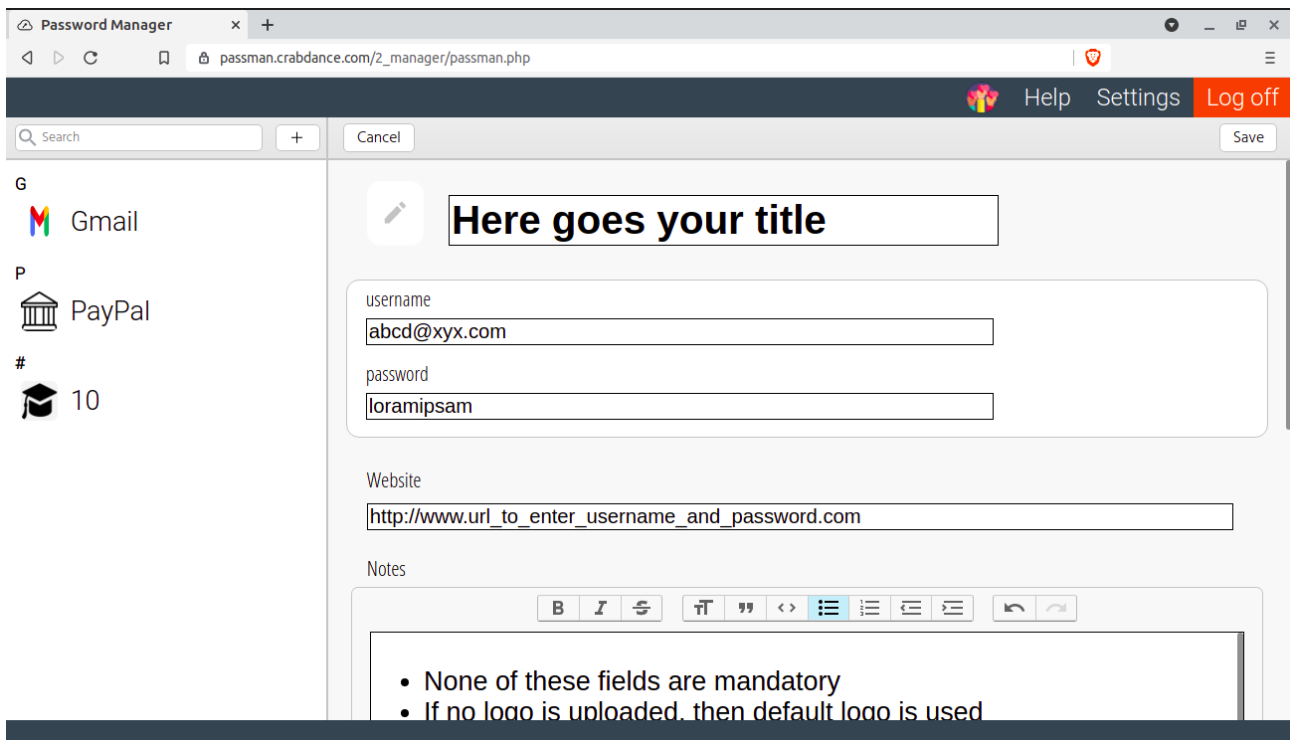 Password Manager
passman.crabdance.com/2_manager/passman.php
Help Settings Log off
Search + Cancel Save
G
Gmail
P
PayPal
#
10
Here goes your title
username
abcd@xyx.com
password
loramipsam
Website
http://www.url_to_enter_username_and_password.com
Notes
• None of these fields are mandatory
• If no logo is uploaded, then default logo is used